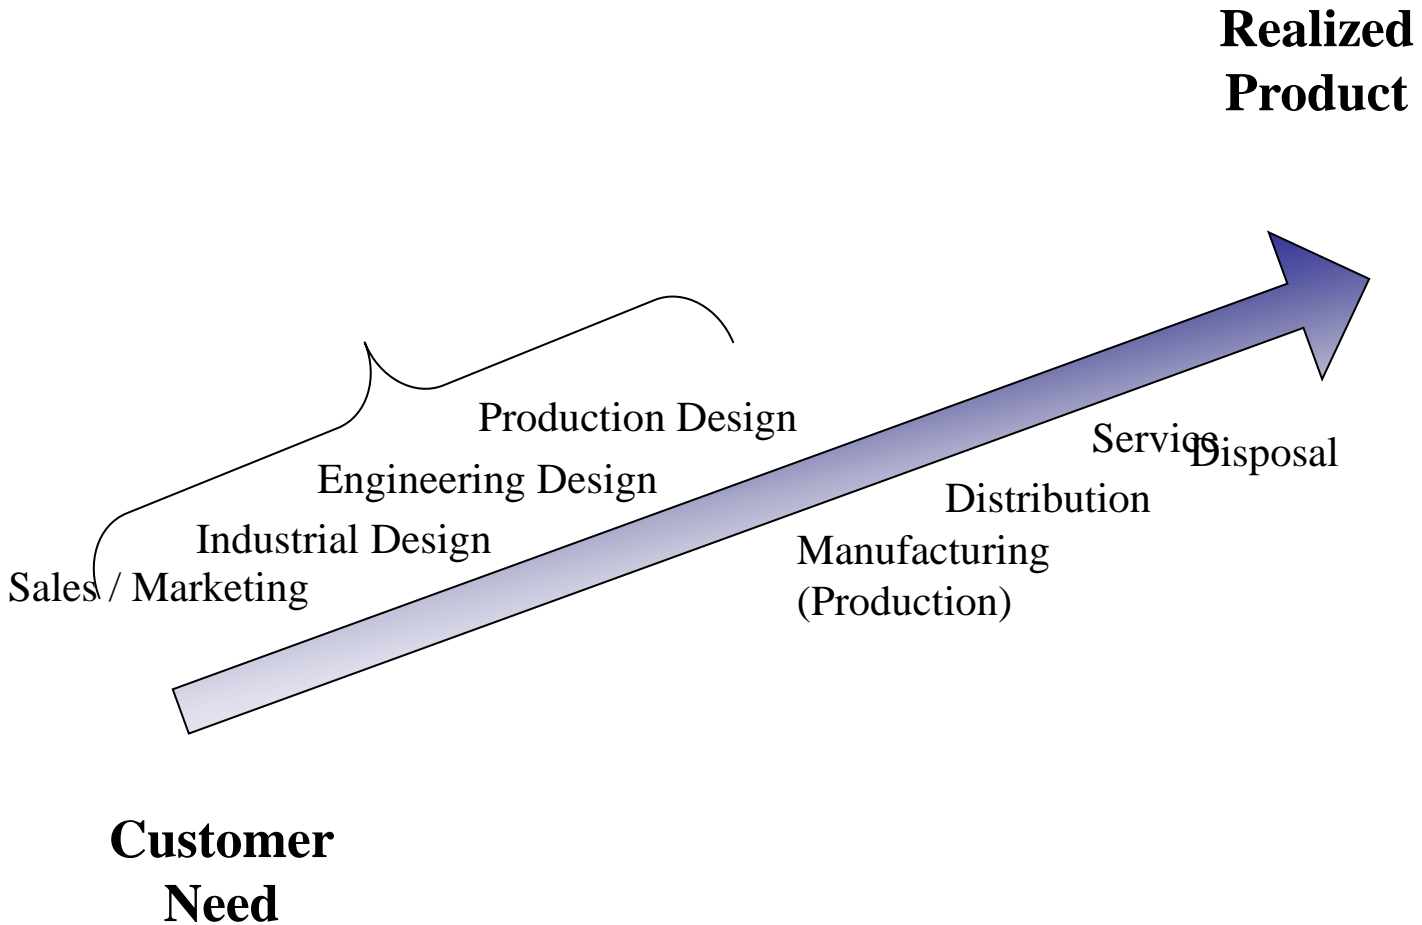 Realized
Product
Production Design
Engineering Design
Industrial Design
Sales / Marketing
Service
Disposal
Distribution
Manufacturing
(Production)
Customer
Need